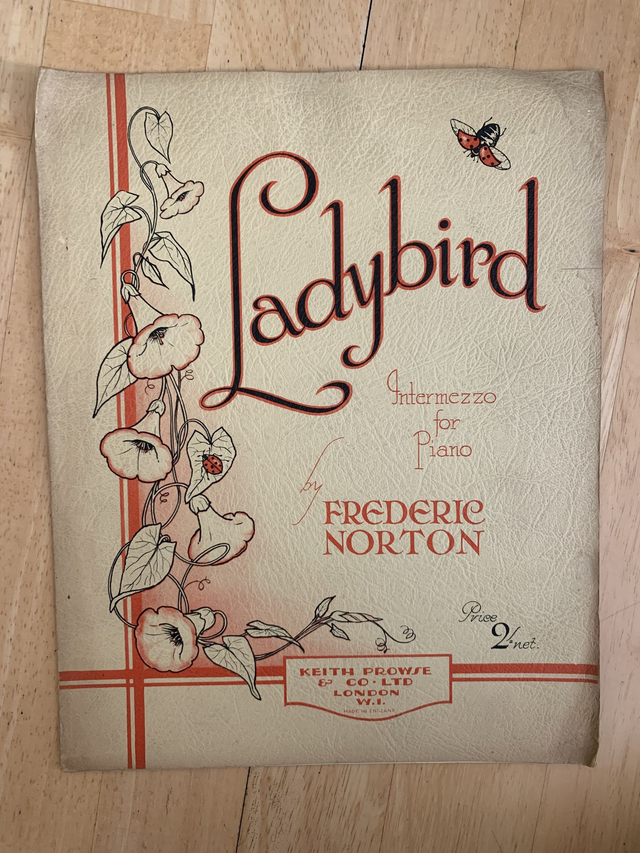 Ladybird
Intermezzo
for
Piano
by
FREDERIC
NORTON
Price
2/- net.
KEITH PROWSE
& CO·LTD
LONDON
W.1.
MADE IN ENGLAND